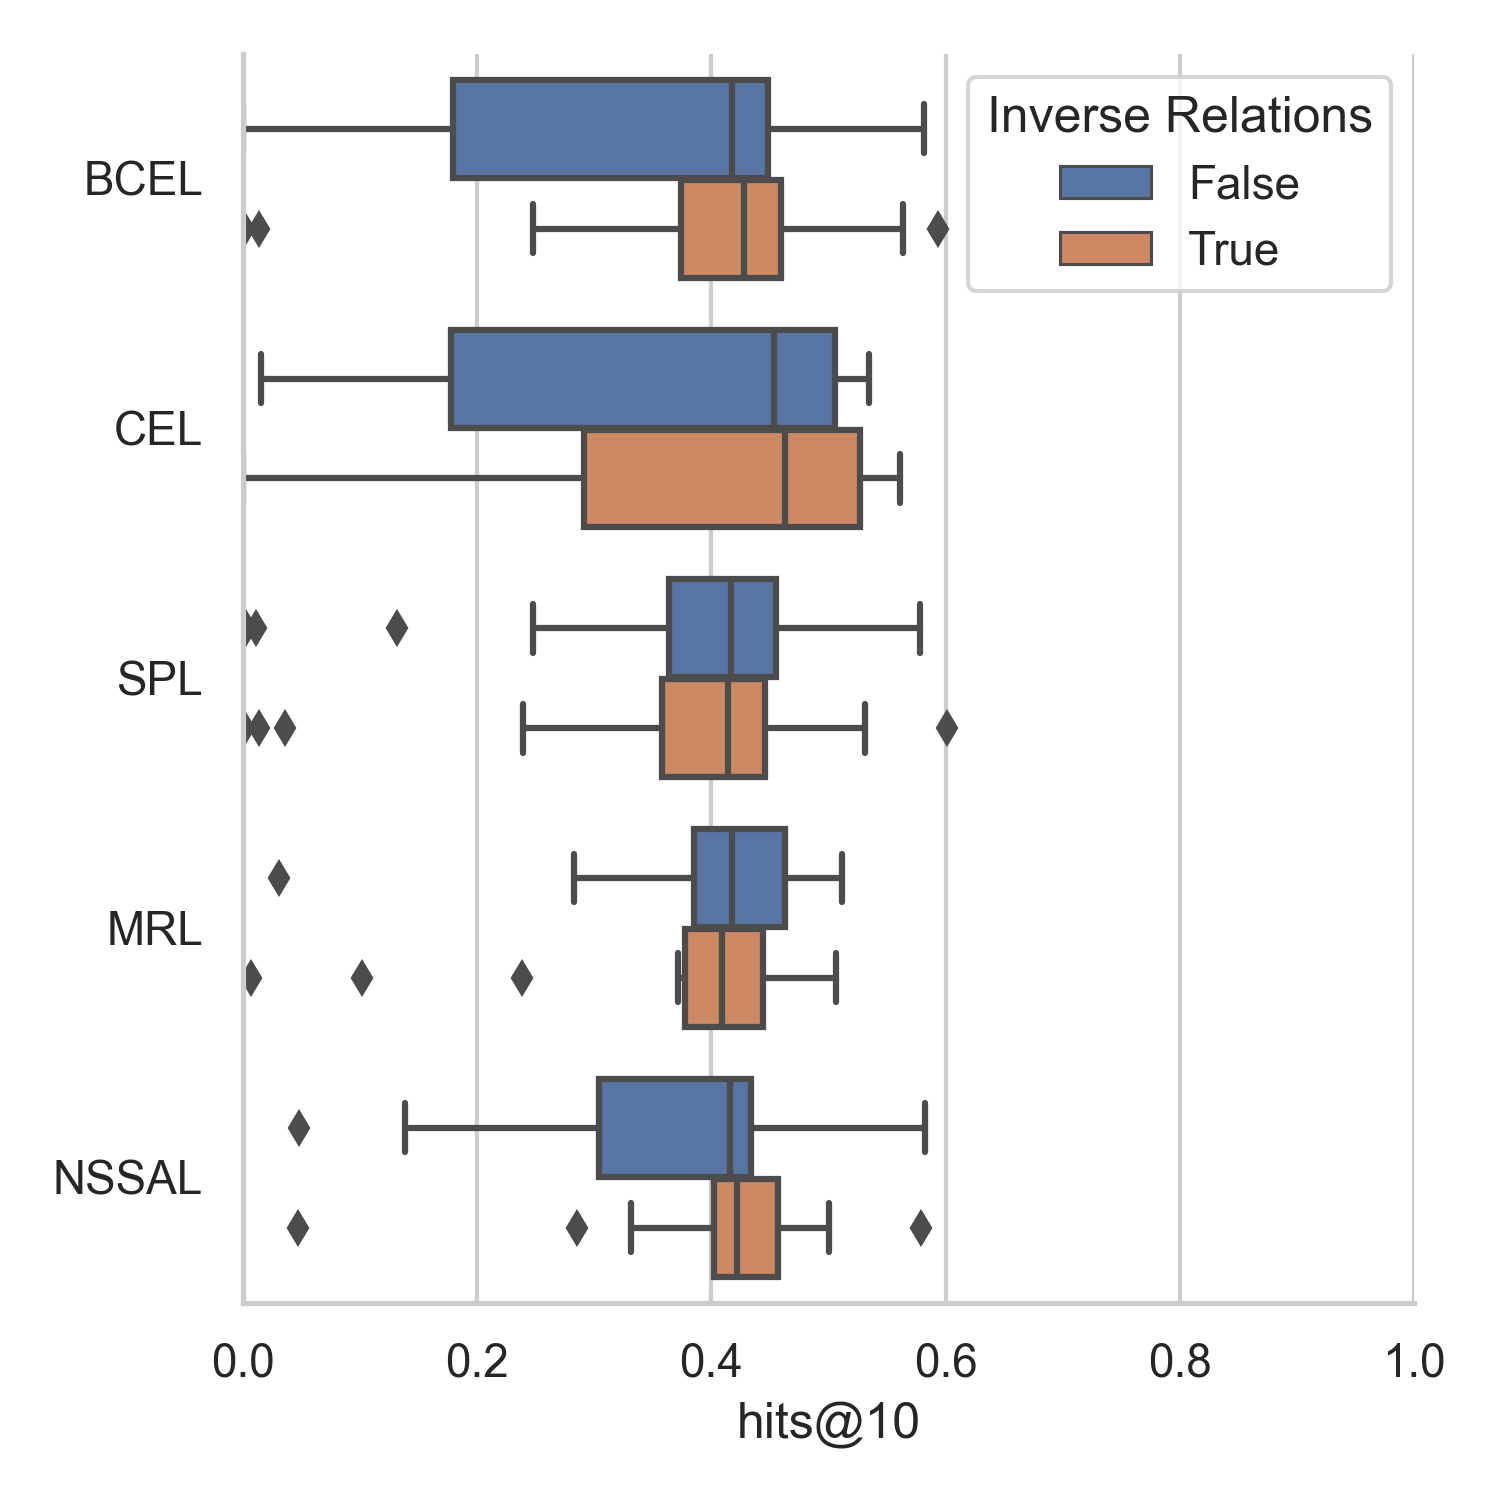 Inverse Relations
False
True
BCEL
CEL
SPL
MRL
NSSAL
0.0 0.2 0.4 0.6 0.8 1.0
hits@10